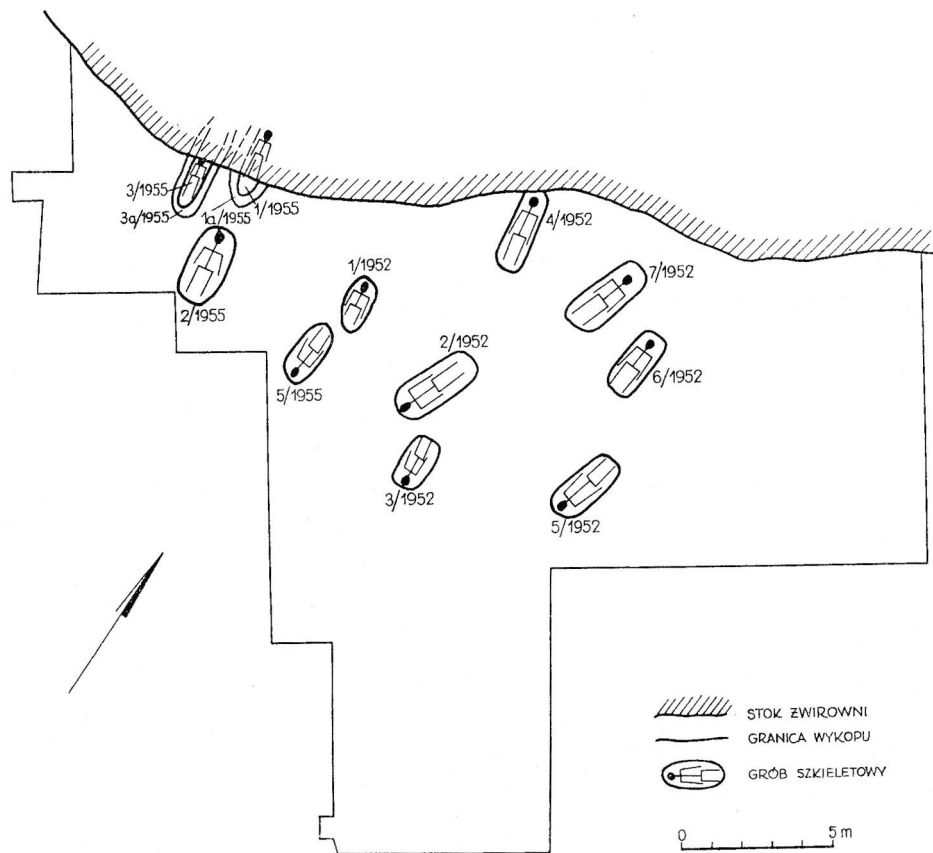 3/1955
3a/1955
1a/1955
1/1955
4/1952
2/1955
1/1952
7/1952
5/1955
2/1952
6/1952
3/1952
5/1952
STOK ZWIROWNI
GRANICA WYKOPU
GRÓB SZKIELETOWY
0 5 m